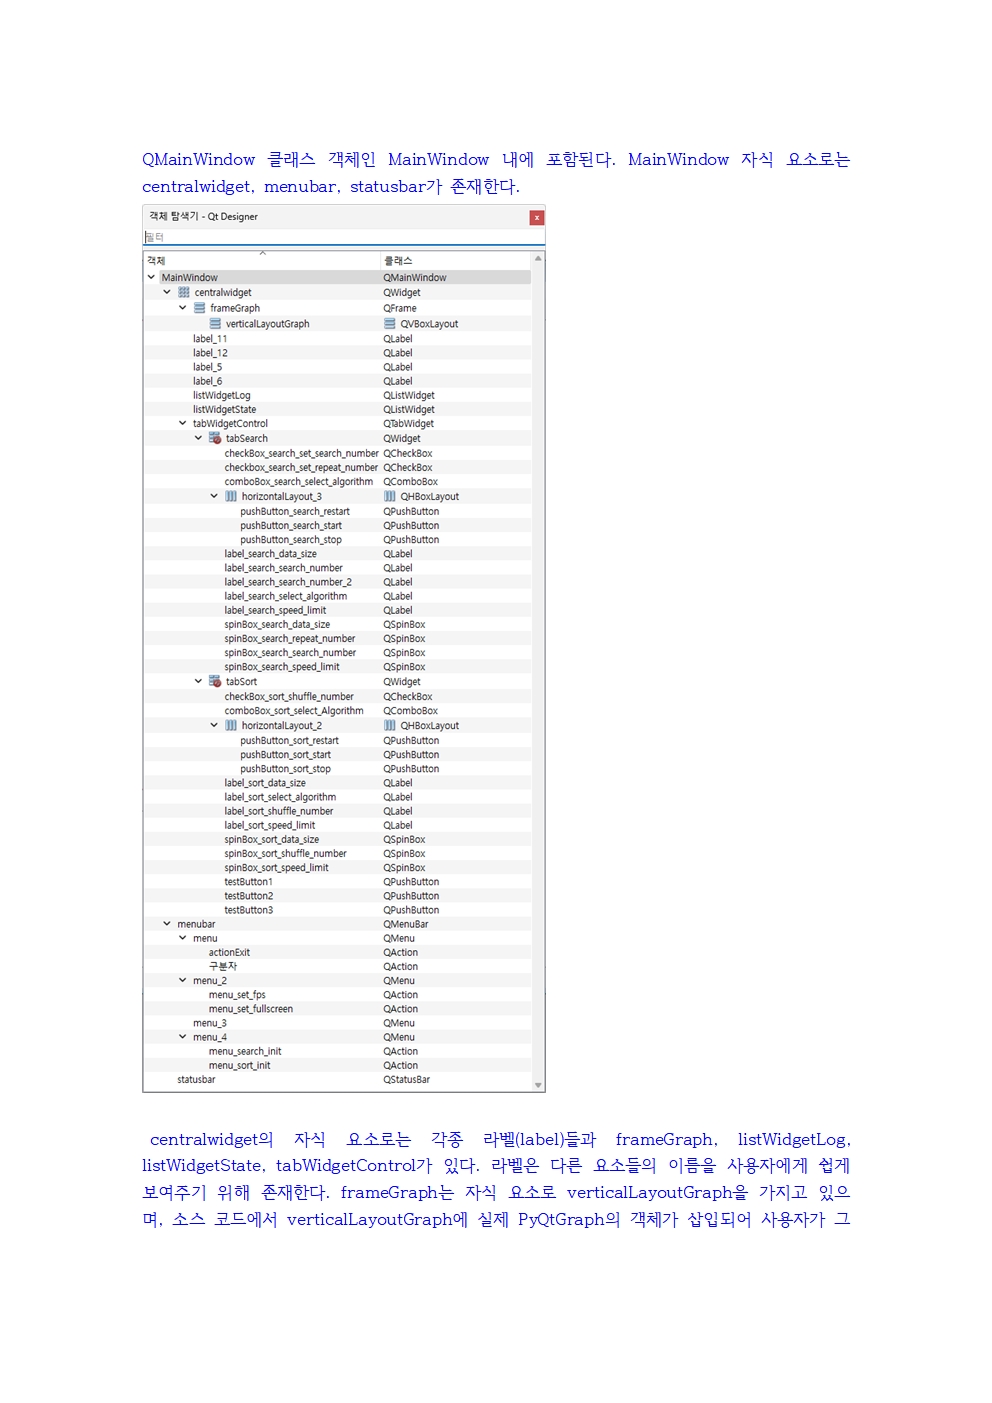 QMainWindow 클래스 객체인 MainWindow 내에 포함된다. MainWindow 자식 요소로는
centralwidget, menubar, statusbar가 존재한다.
객체 탐색기 - Qt Designer
x
필터
객체 클래스
MainWindow QMainWindow
centralwidget QWidget
frameGraph QFrame
verticalLayoutGraph QVBoxLayout
label_11 QLabel
label_12 QLabel
label_5 QLabel
label_6 QLabel
listWidgetLog QListWidget
listWidgetState QListWidget
tabWidgetControl QTabWidget
tabSearch QWidget
checkBox_search_set_search_number QCheckBox
checkbox_search_set_repeat_number QCheckBox
comboBox_search_select_algorithm QComboBox
horizontalLayout_3 QHBoxLayout
pushButton_search_restart QPushButton
pushButton_search_start QPushButton
pushButton_search_stop QPushButton
label_search_data_size QLabel
label_search_search_number QLabel
label_search_search_number_2 QLabel
label_search_select_algorithm QLabel
label_search_speed_limit QLabel
spinBox_search_data_size QSpinBox
spinBox_search_repeat_number QSpinBox
spinBox_search_search_number QSpinBox
spinBox_search_speed_limit QSpinBox
tabSort QWidget
checkBox_sort_shuffle_number QCheckBox
comboBox_sort_select_Algorithm QComboBox
horizontalLayout_2 QHBoxLayout
pushButton_sort_restart QPushButton
pushButton_sort_start QPushButton
pushButton_sort_stop QPushButton
label_sort_data_size QLabel
label_sort_select_algorithm QLabel
label_sort_shuffle_number QLabel
label_sort_speed_limit QLabel
spinBox_sort_data_size QSpinBox
spinBox_sort_shuffle_number QSpinBox
spinBox_sort_speed_limit QSpinBox
testButton1 QPushButton
testButton2 QPushButton
testButton3 QPushButton
menubar QMenuBar
menu QMenu
actionExit QAction
구분자 QAction
menu_2 QMenu
menu_set_fps QAction
menu_set_fullscreen QAction
menu_3 QMenu
menu_4 QMenu
menu_search_init QAction
menu_sort_init QAction
statusbar QStatusBar
centralwidget의 자식 요소로는 각종 라벨(label)들과 frameGraph, listWidgetLog,
listWidgetState, tabWidgetControl가 있다. 라벨은 다른 요소들의 이름을 사용자에게 쉽게
보여주기 위해 존재한다. frameGraph는 자식 요소로 verticalLayoutGraph을 가지고 있으
며, 소스 코드에서 verticalLayoutGraph에 실제 PyQtGraph의 객체가 삽입되어 사용자가 그